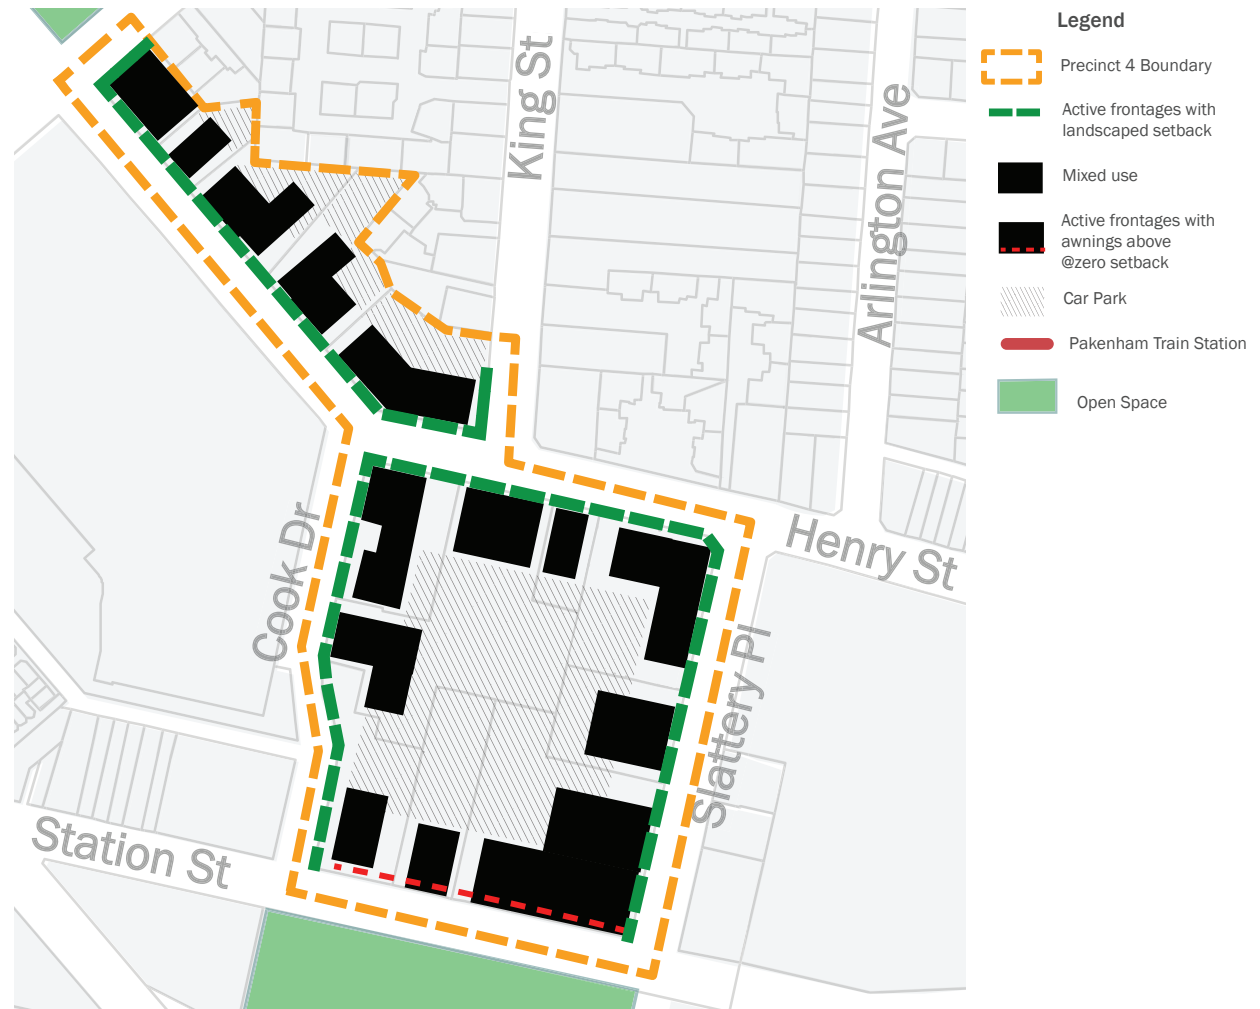 King St
Arlington Ave
Henry St
Cook Dr
Slattery Pl
Station St
Legend
Precinct 4 Boundary
Active frontages with
landscaped setback
Mixed use
Active frontages with
awnings above
@zero setback
Car Park
Pakenham Train Station
Open Space